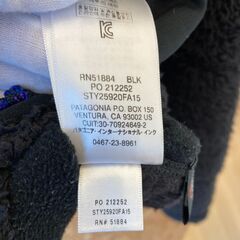 RN51884 BLK
PO 212252
STY25920FA15
PATAGONIA P.O. BOX 150
VENTURA, CA 93002 US
CUIT: 30-70924649-2
パタゴニア・インターナショナル インク
0467-23-8961
PO 212252
STY25920FA15
RN# 51884